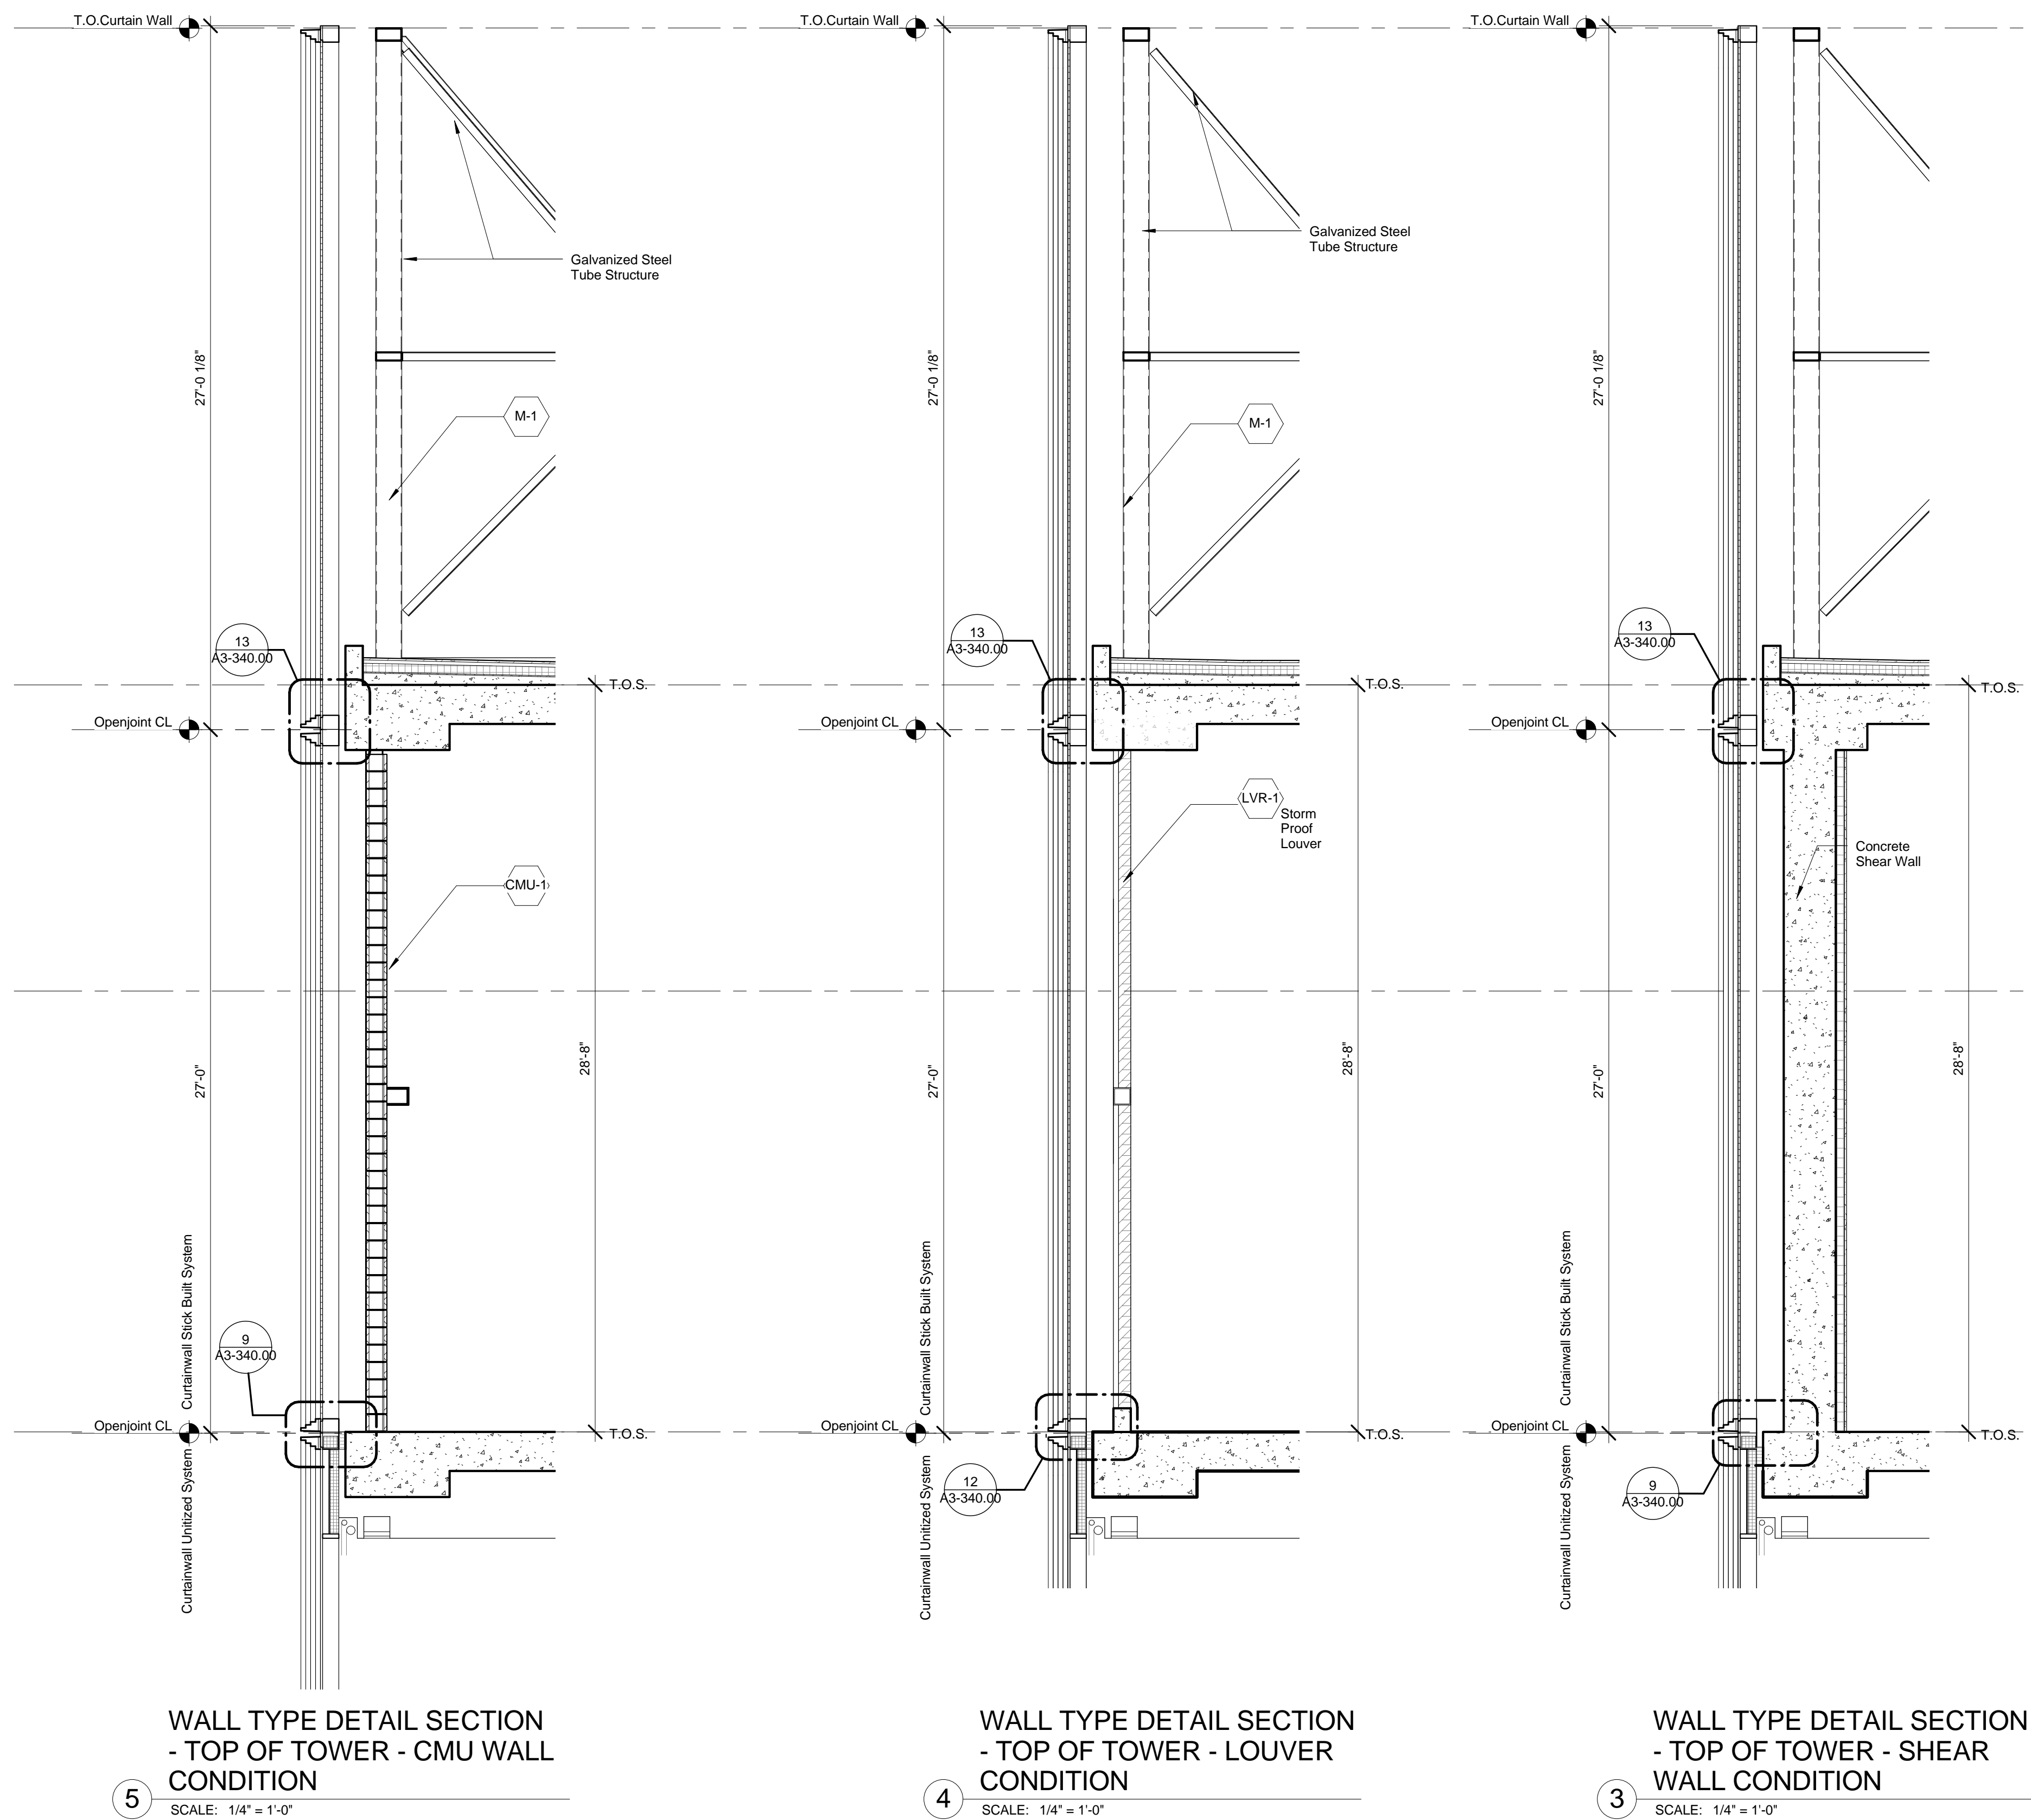 T.O.Curtain Wall
27'-0 1/8"
Galvanized Steel
Tube Structure
M-1
13
A3-340.00
T.O.S.
Openjoint CL
CMU-1
27'-0"
28'-8"
Curtainwall Stick Built System
9
A3-340.00
Openjoint CL
T.O.S.
Curtainwall Unitized System
WALL TYPE DETAIL SECTION
- TOP OF TOWER - CMU WALL
CONDITION
5
SCALE: 1/4" = 1'-0"
T.O.Curtain Wall
27'-0 1/8"
Galvanized Steel
Tube Structure
M-1
13
A3-340.00
T.O.S.
Openjoint CL
LVR-1
Storm
Proof
Louver
27'-0"
28'-8"
Curtainwall Stick Built System
Openjoint CL
T.O.S.
12
A3-340.00
Curtainwall Unitized System
WALL TYPE DETAIL SECTION
- TOP OF TOWER - LOUVER
CONDITION
4
SCALE: 1/4" = 1'-0"
T.O.Curtain Wall
27'-0 1/8"
13
A3-340.00
T.O.S.
Openjoint CL
Concrete
Shear Wall
27'-0"
28'-8"
Curtainwall Stick Built System
Openjoint CL
T.O.S.
9
A3-340.00
Curtainwall Unitized System
WALL TYPE DETAIL SECTION
- TOP OF TOWER - SHEAR
WALL CONDITION
3
SCALE: 1/4" = 1'-0"